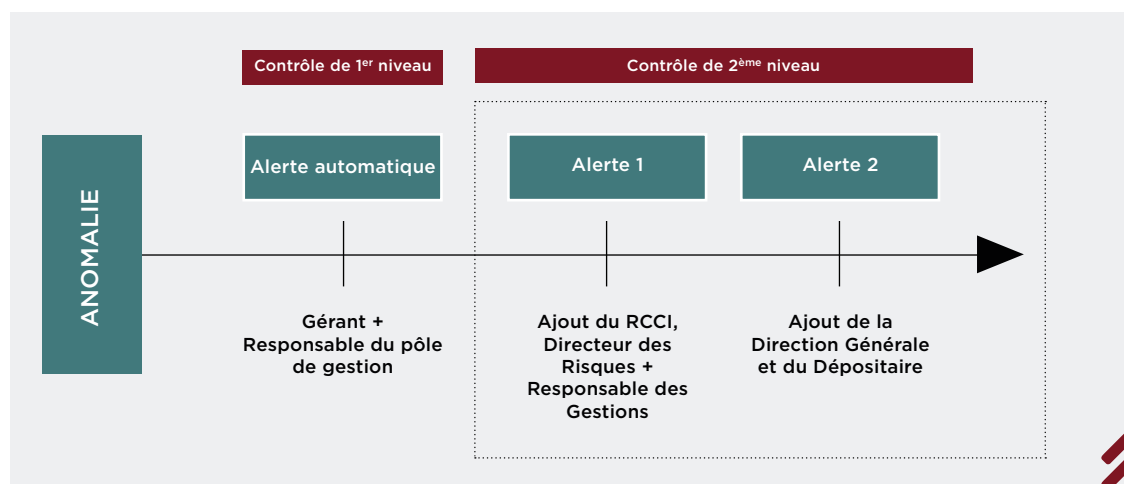 Contrôle de 1er niveau
Contrôle de 2ème niveau
ANOMALIE
Alerte automatique
Alerte 1
Alerte 2
Gérant +
Responsable du pôle
de gestion
Ajout du RCCI,
Directeur des
Risques +
Responsable des
Gestions
Ajout de la
Direction Générale
et du Dépositaire